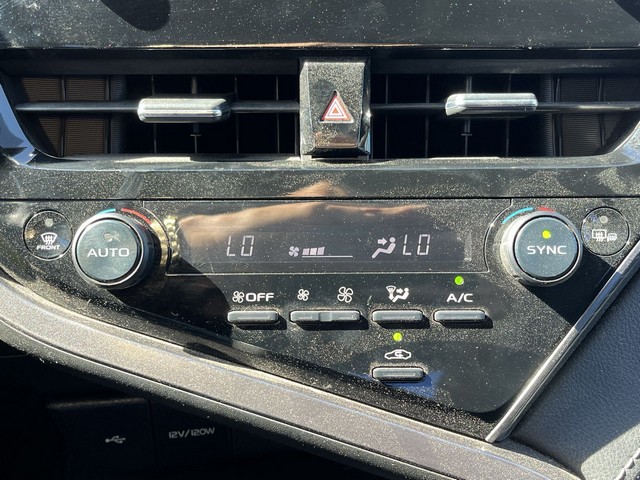 FRONT
AUTO
LO
LO
SYNC
OFF
A/C
12V/120W